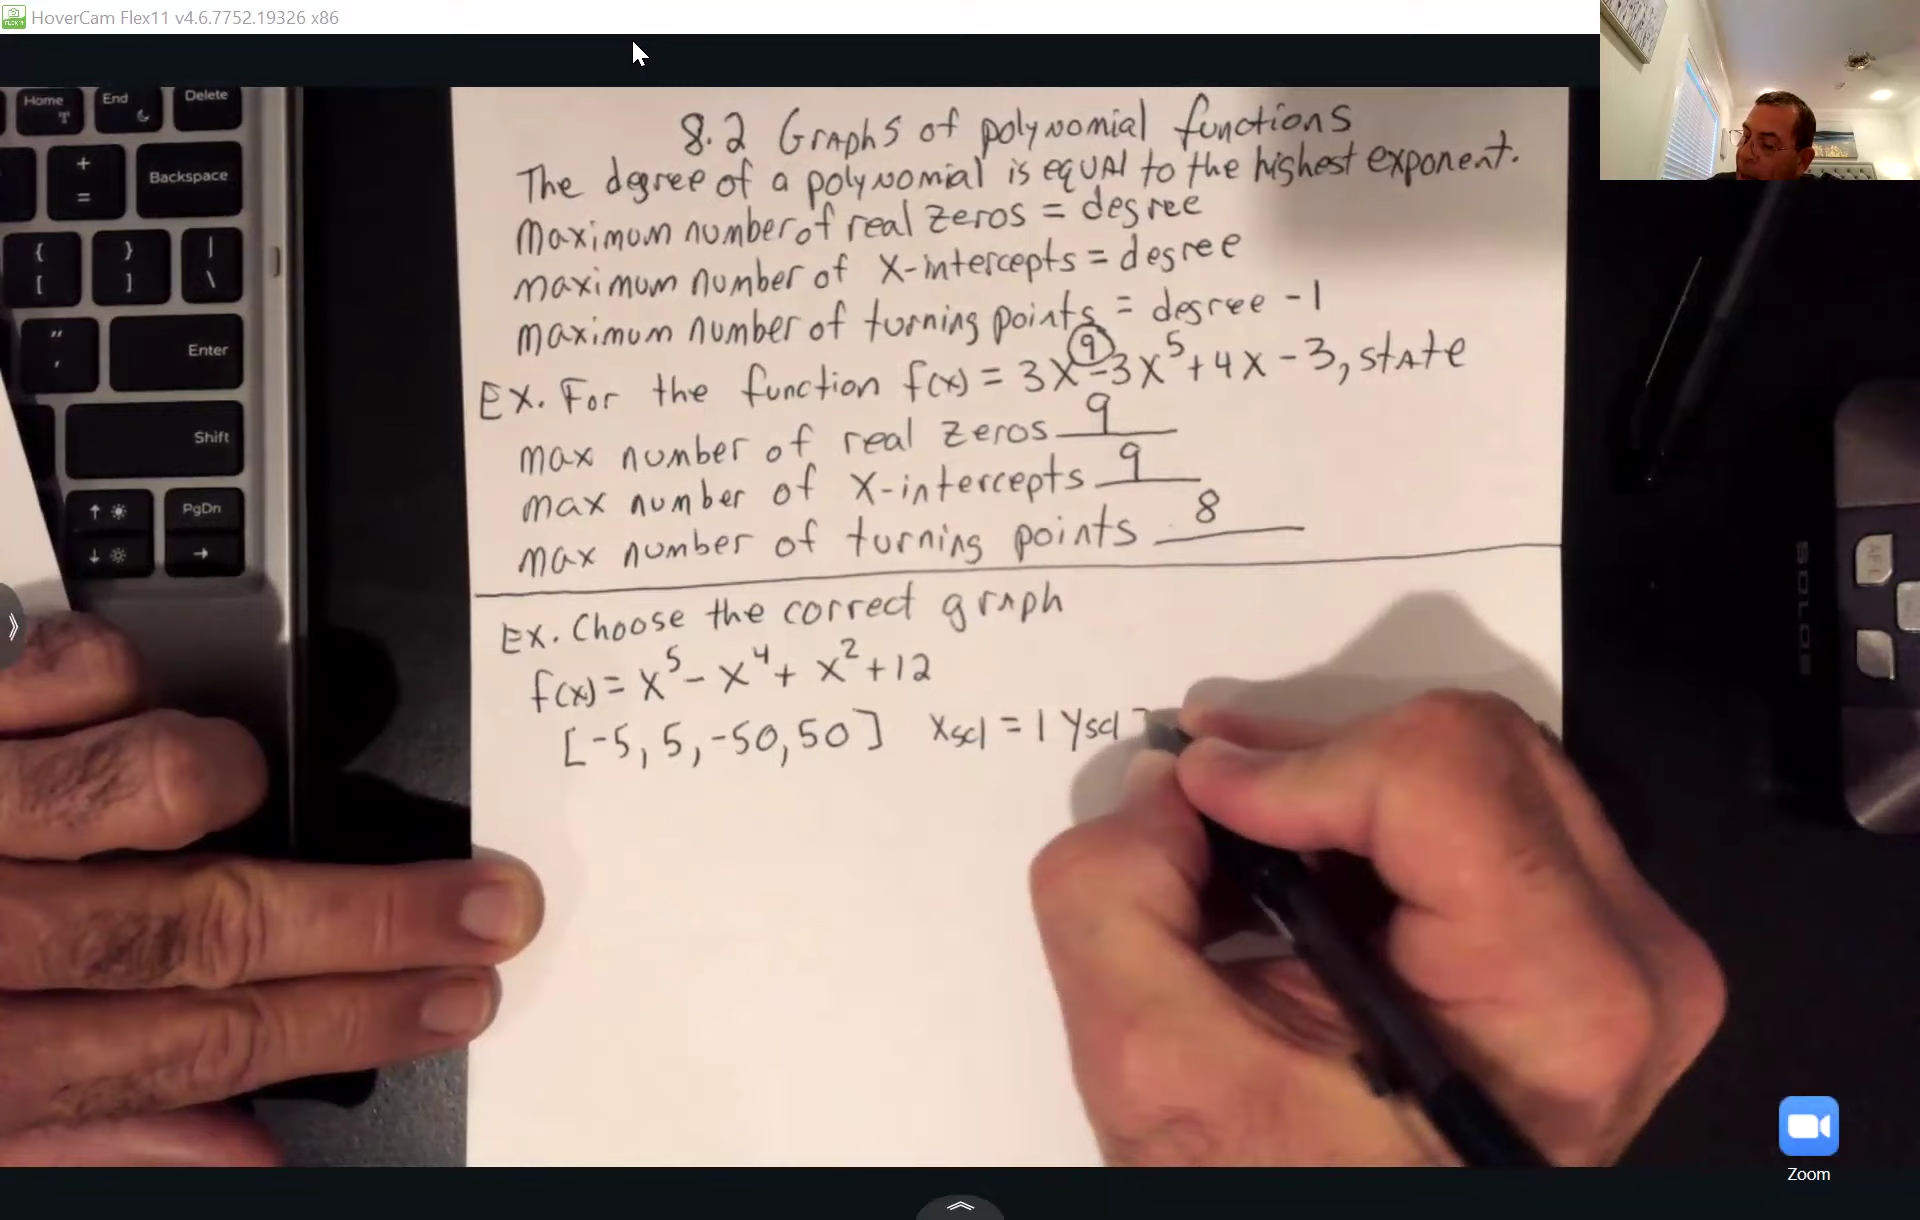 HoverCam Flex11 v4.6.7752.19326 x86
Home
End
Delete
+
=
Backspace
{
[
}
]
|
\
"
,
Enter
Shift
PgDn
8.2 Graphs of polynomial functions
The degree of a polynomial is equal to the highest exponent.
Maximum number of real zeros = degree
maximum number of x-intercepts = degree
maximum number of turning points = degree -1
Ex. For the function f(x) = 3x⁹-3x⁵+4x-3, state
max number of real zeros 9
max number of x-intercepts 9
max number of turning points 8
Ex. Choose the correct graph
f(x) = x⁵ - x⁴ + x² + 12
[-5, 5, -50, 50] Xscl = 1 Yscl
SOLOS
Zoom